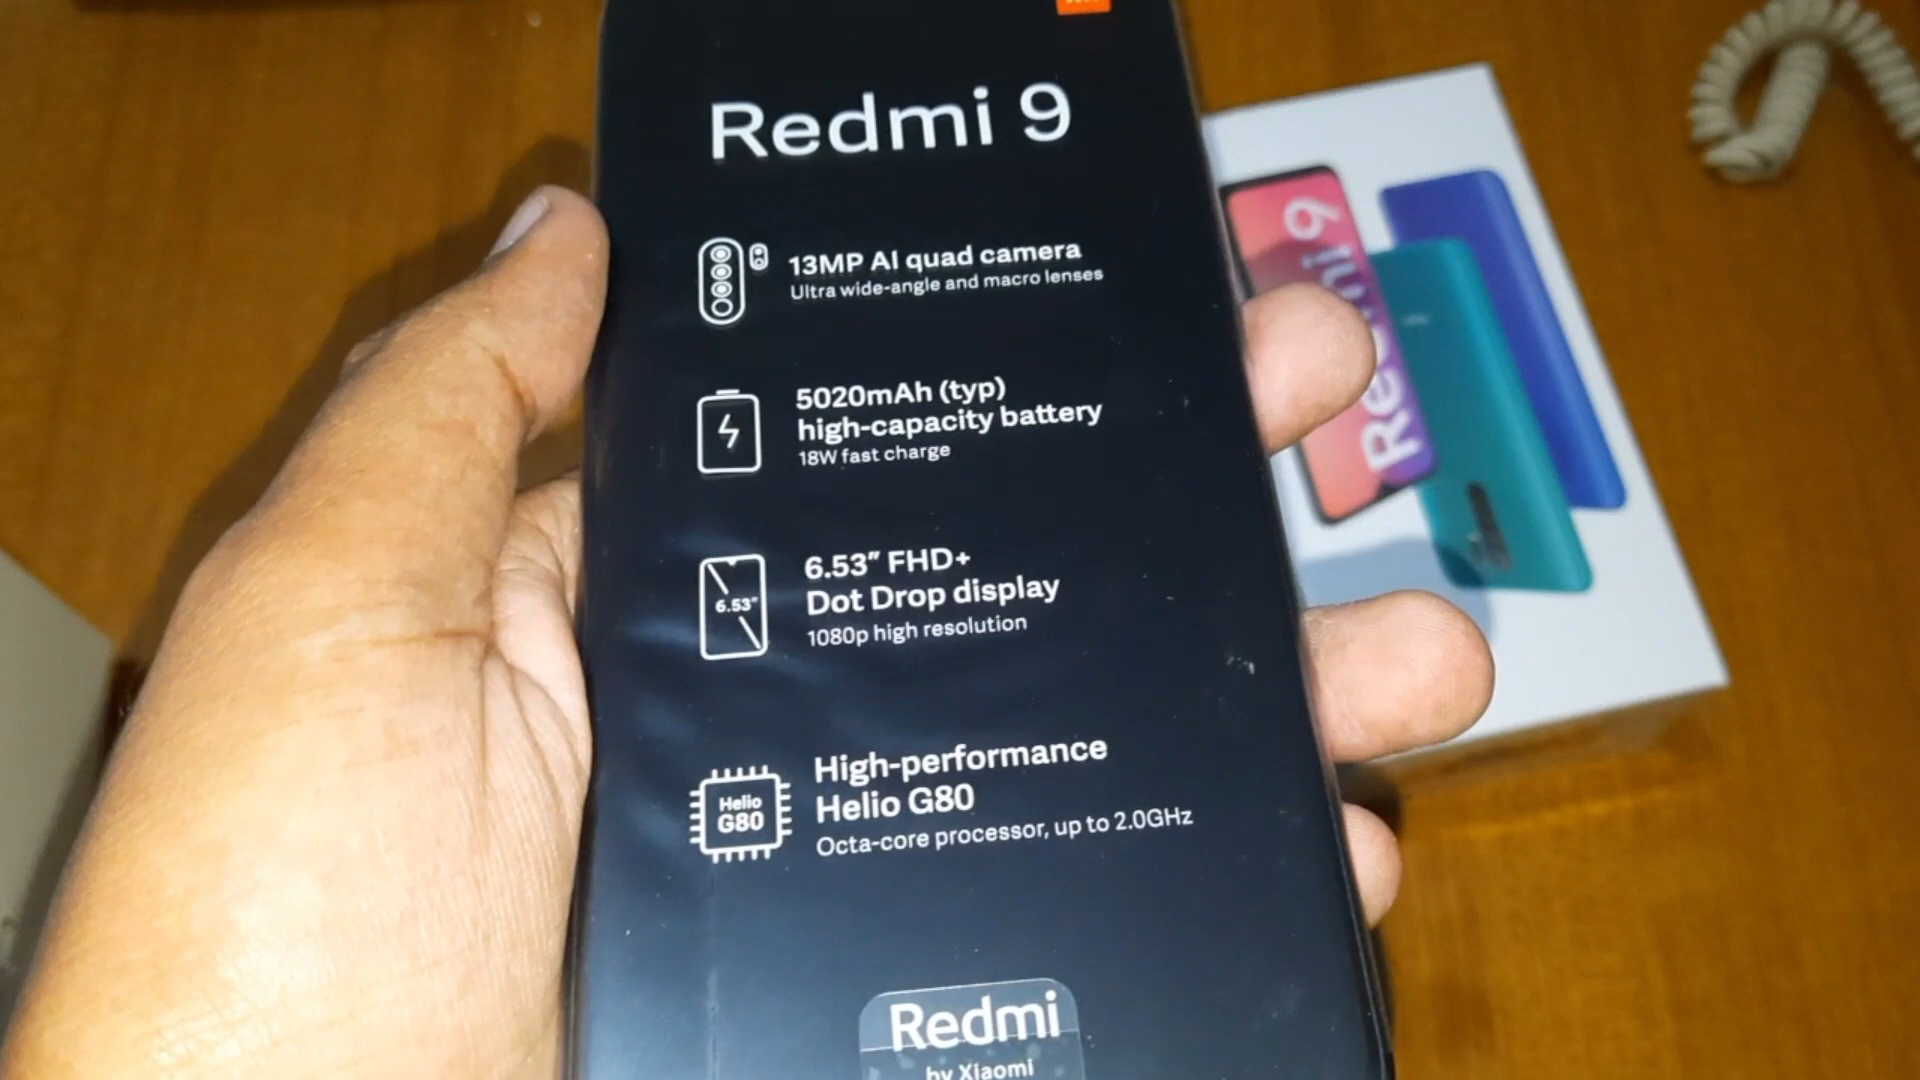 Redmi 9
13MP AI quad camera
Ultra wide-angle and macro lenses
5020mAh (typ)
high-capacity battery
18W fast charge
6.53"
6.53" FHD+
Dot Drop display
1080p high resolution
Helio
G80
High-performance
Helio G80
Octa-core processor, up to 2.0GHz
Redmi
by Xiaomi
Redmi 9